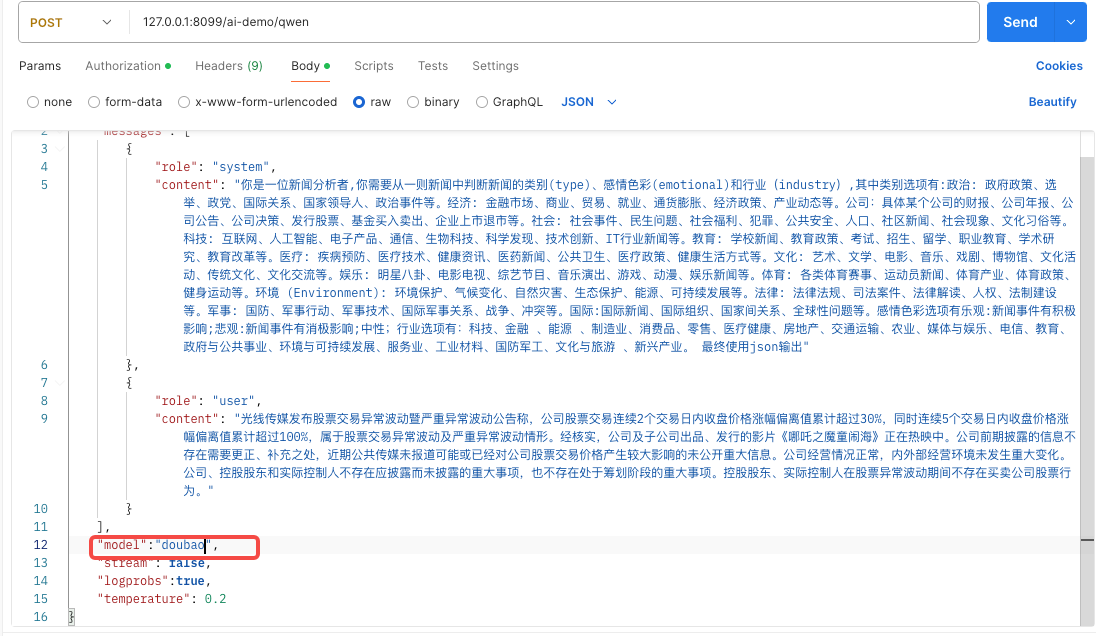 POST 127.0.0.1:8099/ai-demo/qwen Send
Params Authorization Headers (9) Body Scripts Tests Settings Cookies
none form-data x-www-form-urlencoded raw binary GraphQL JSON Beautify
2 "messages": [
3 {
4 "role": "system",
5 "content": "你是一位新闻分析者,你需要从一则新闻中判断新闻的类别(type)、感情色彩(emotional)和行业 (industry) ,其中类别选项有:政治: 政府政策、选
举、政党、国际关系、国家领导人、政治事件等。经济: 金融市场、商业、贸易、就业、通货膨胀、经济政策、产业动态等。公司: 具体某个公司的财报、公司年报、公
司公告、公司决策、发行股票、基金买入卖出、企业上市退市等。社会: 社会事件、民生问题、社会福利、犯罪、公共安全、人口、社区新闻、社会现象、文化习俗等。
科技: 互联网、人工智能、电子产品、通信、生物科技、科学发现、技术创新、IT行业新闻等。教育: 学校新闻、教育政策、考试、招生、留学、职业教育、学术研
究、教育改革等。医疗: 疾病预防、医疗技术、健康资讯、医药新闻、公共卫生、医疗政策、健康生活方式等。文化: 艺术、文学、电影、音乐、戏剧、博物馆、文化活
动、传统文化、文化交流等。娱乐: 明星八卦、电影电视、综艺节目、音乐演出、游戏、动漫、娱乐新闻等。体育: 各类体育赛事、运动员新闻、体育产业、体育政策、
健身运动等。环境 (Environment): 环境保护、气候变化、自然灾害、生态保护、能源、可持续发展等。法律: 法律法规、司法案件、法律解读、人权、法制建设
等。军事: 国防、军事行动、军事技术、国际军事关系、战争、冲突等。国际:国际新闻、国际组织、国家间关系、全球性问题等。感情色彩选项有乐观:新闻事件有积极
影响;悲观:新闻事件有消极影响;中性; 行业选项有: 科技、金融 、能源 、制造业、消费品、零售、医疗健康、房地产、交通运输、农业、媒体与娱乐、电信、教育、
政府与公共事业、环境与可持续发展、服务业、工业材料、国防军工、文化与旅游 、新兴产业。 最终使用json输出"
6 },
7 {
8 "role": "user",
9 "content": "光线传媒发布股票交易异常波动暨严重异常波动公告称, 公司股票交易连续2个交易日内收盘价格涨幅偏离值累计超过30%, 同时连续5个交易日内收盘价格涨
幅偏离值累计超过100%, 属于股票交易异常波动及严重异常波动情形。经核实, 公司及子公司出品、发行的影片《哪吒之魔童闹海》正在热映中。公司前期披露的信息不
存在需要更正、补充之处, 近期公共传媒未报道可能或已经对公司股票交易价格产生较大影响的未公开重大信息。公司经营情况正常, 内外部经营环境未发生重大变化。
公司、控股股东和实际控制人不存在应披露而未披露的重大事项, 也不存在处于筹划阶段的重大事项。控股股东、实际控制人在股票异常波动期间不存在买卖公司股票行
为。"
10 }
11 ],
12 "model":"doubao",
13 "stream": false,
14 "logprobs":true,
15 "temperature": 0.2
16 }